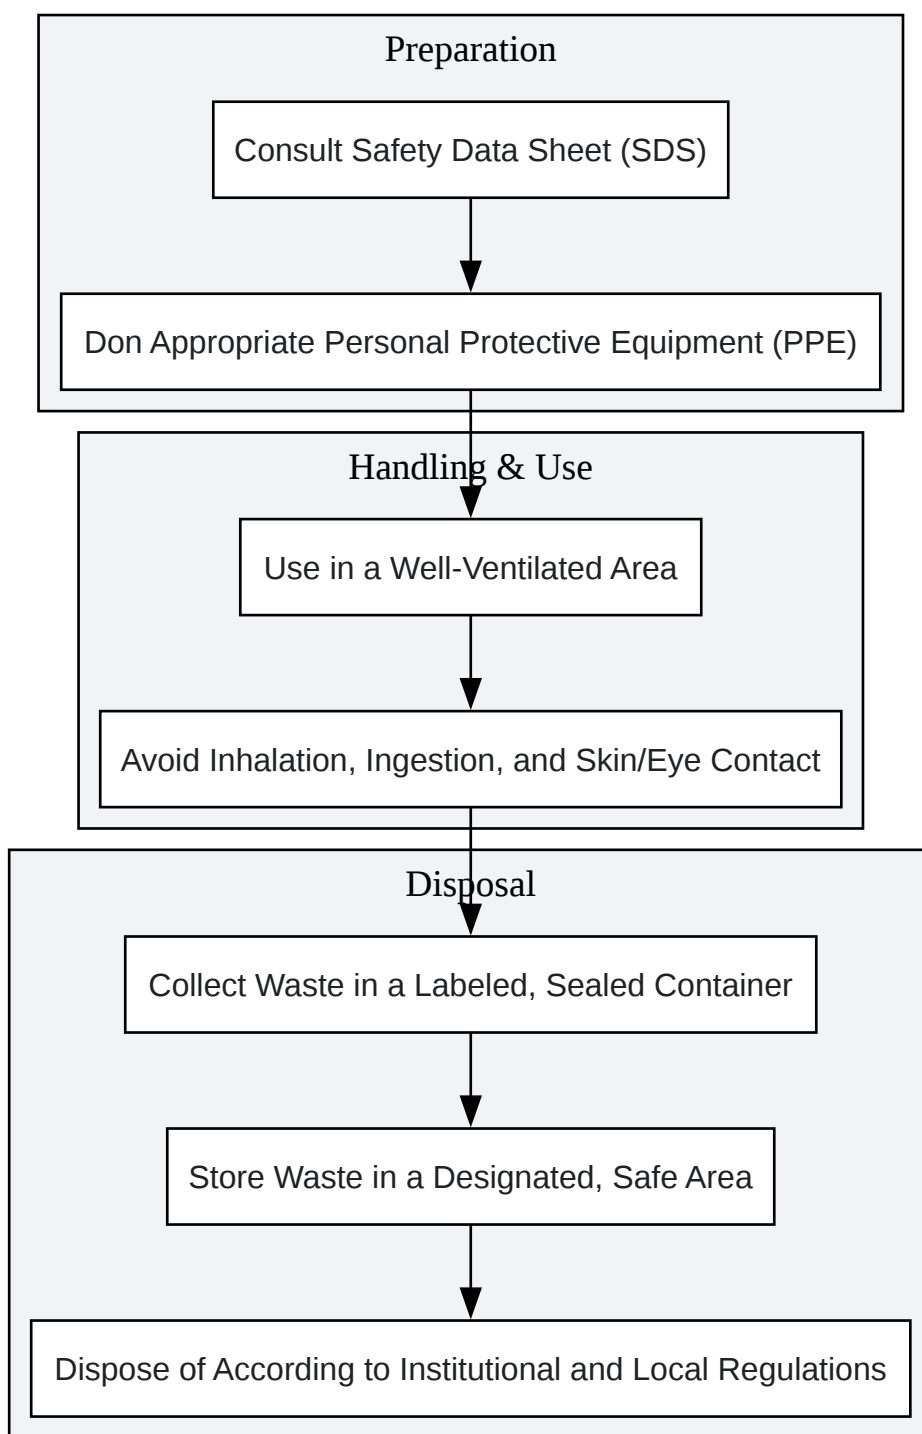 Preparation
Consult Safety Data Sheet (SDS)
Don Appropriate Personal Protective Equipment (PPE)
Handling & Use
Use in a Well-Ventilated Area
Avoid Inhalation, Ingestion, and Skin/Eye Contact
Disposal
Collect Waste in a Labeled, Sealed Container
Store Waste in a Designated, Safe Area
Dispose of According to Institutional and Local Regulations